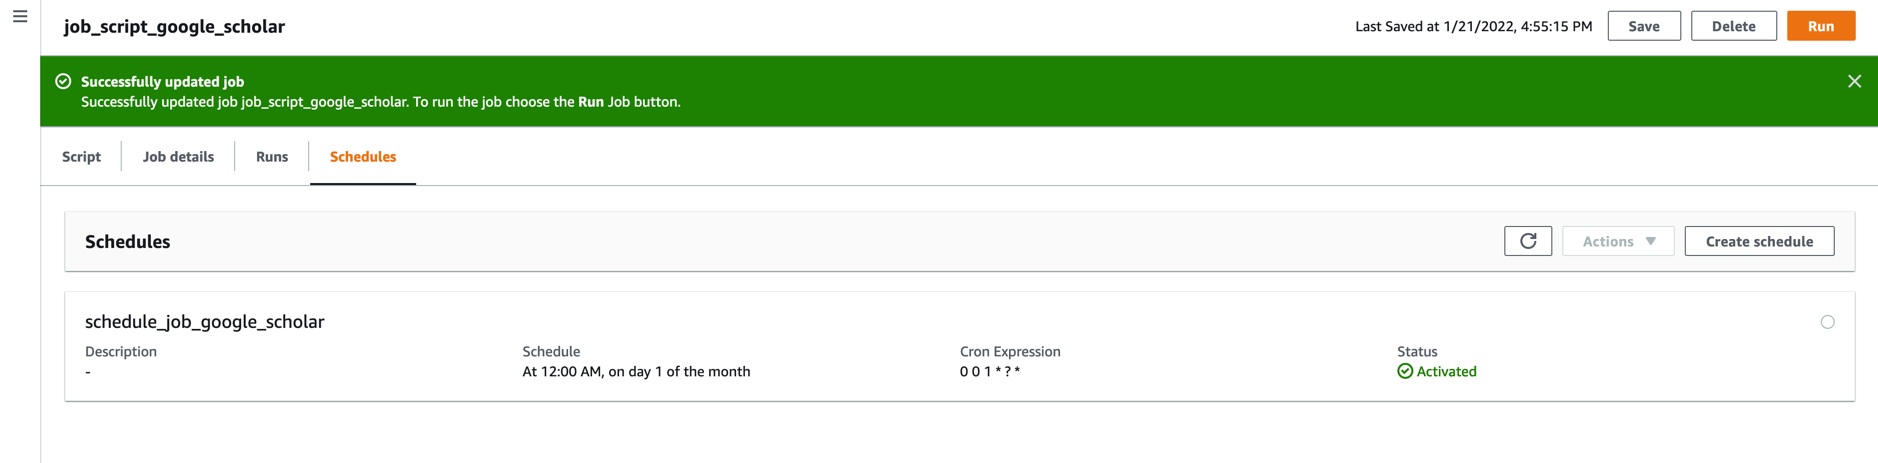 job_script_google_scholar
Last Saved at 1/21/2022, 4:55:15 PM
Save
Delete
Run
Successfully updated job
Successfully updated job job_script_google_scholar. To run the job choose the Run Job button.
Script
Job details
Runs
Schedules
Schedules
Actions
Create schedule
schedule_job_google_scholar
Description
-
Schedule
At 12:00 AM, on day 1 of the month
Cron Expression
0 0 1 * ? *
Status
Activated